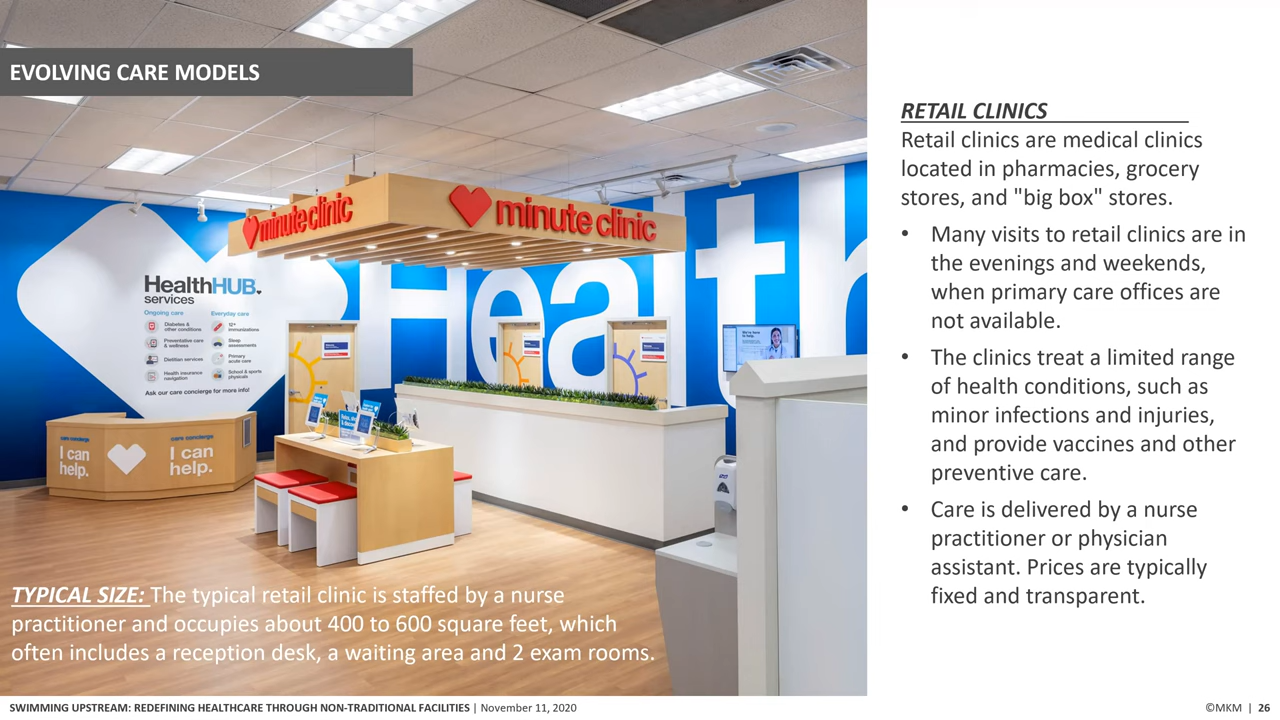 EVOLVING CARE MODELS
minute clinic
minute clinic
Health
HealthHUB
services
Ongoing care
Diabetes &
other conditions
Preventative care
& wellness
Dietitian services
Health insurance
navigation
Everyday care
12+
immunizations
Sleep
assessments
Primary
acute care
School & sports
physicals
Ask our care concierge for more info!
care concierge
I can
help.
care concierge
I can
help.
TYPICAL SIZE: The typical retail clinic is staffed by a nurse
practitioner and occupies about 400 to 600 square feet, which
often includes a reception desk, a waiting area and 2 exam rooms.
RETAIL CLINICS
Retail clinics are medical clinics
located in pharmacies, grocery
stores, and "big box" stores.
• Many visits to retail clinics are in
the evenings and weekends,
when primary care offices are
not available.
• The clinics treat a limited range
of health conditions, such as
minor infections and injuries,
and provide vaccines and other
preventive care.
• Care is delivered by a nurse
practitioner or physician
assistant. Prices are typically
fixed and transparent.
SWIMMING UPSTREAM: REDEFINING HEALTHCARE THROUGH NON-TRADITIONAL FACILITIES | November 11, 2020
©MKM | 26